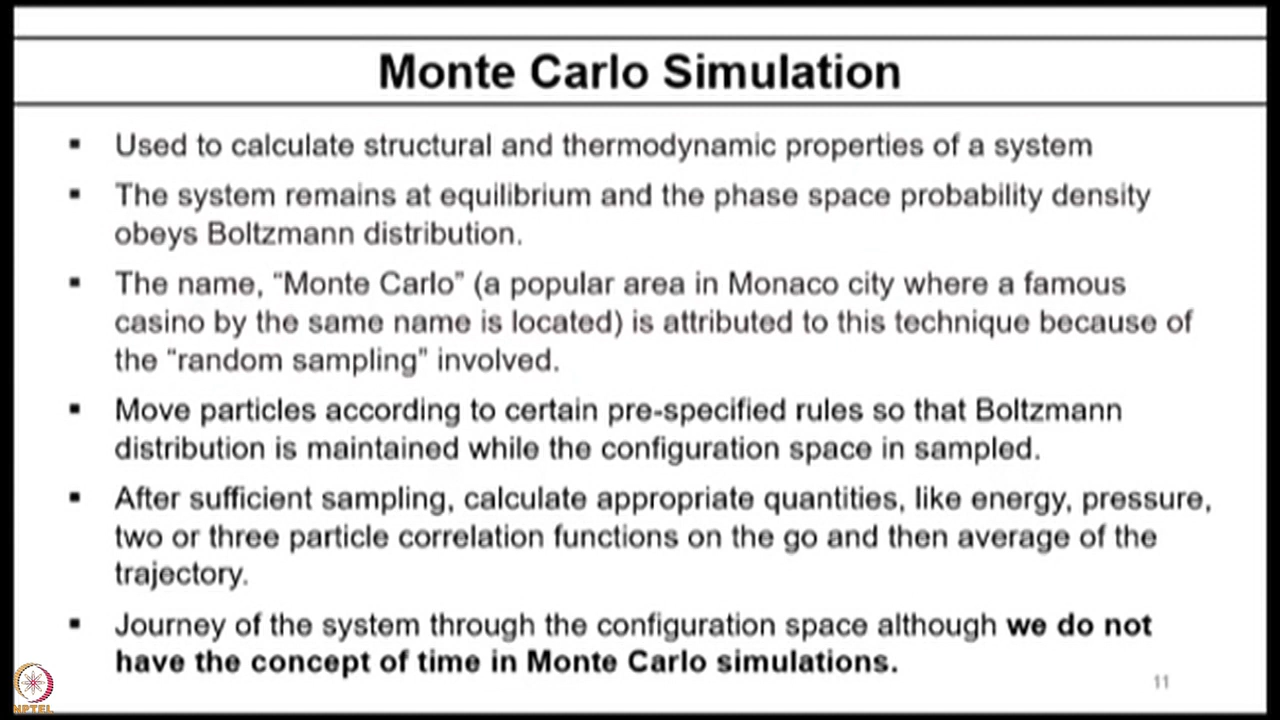 Monte Carlo Simulation
▪ Used to calculate structural and thermodynamic properties of a system
▪ The system remains at equilibrium and the phase space probability density
obeys Boltzmann distribution.
▪ The name, “Monte Carlo” (a popular area in Monaco city where a famous
casino by the same name is located) is attributed to this technique because of
the “random sampling” involved.
▪ Move particles according to certain pre-specified rules so that Boltzmann
distribution is maintained while the configuration space in sampled.
▪ After sufficient sampling, calculate appropriate quantities, like energy, pressure,
two or three particle correlation functions on the go and then average of the
trajectory.
▪ Journey of the system through the configuration space although we do not
have the concept of time in Monte Carlo simulations.
11
NPTEL